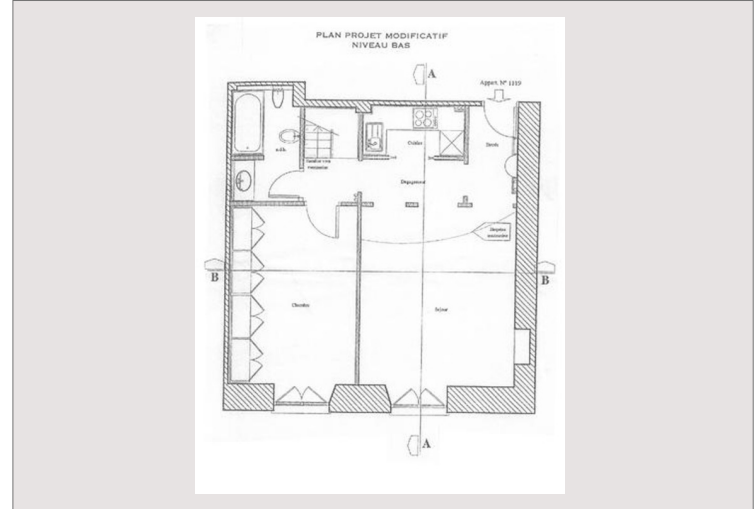 PLAN PROJET MODIFICATIF
NIVEAU BAS
A
Appart. N° 1119
Cuisine
Entrée
Dégagement
B
B
Chambre
Séjour
A